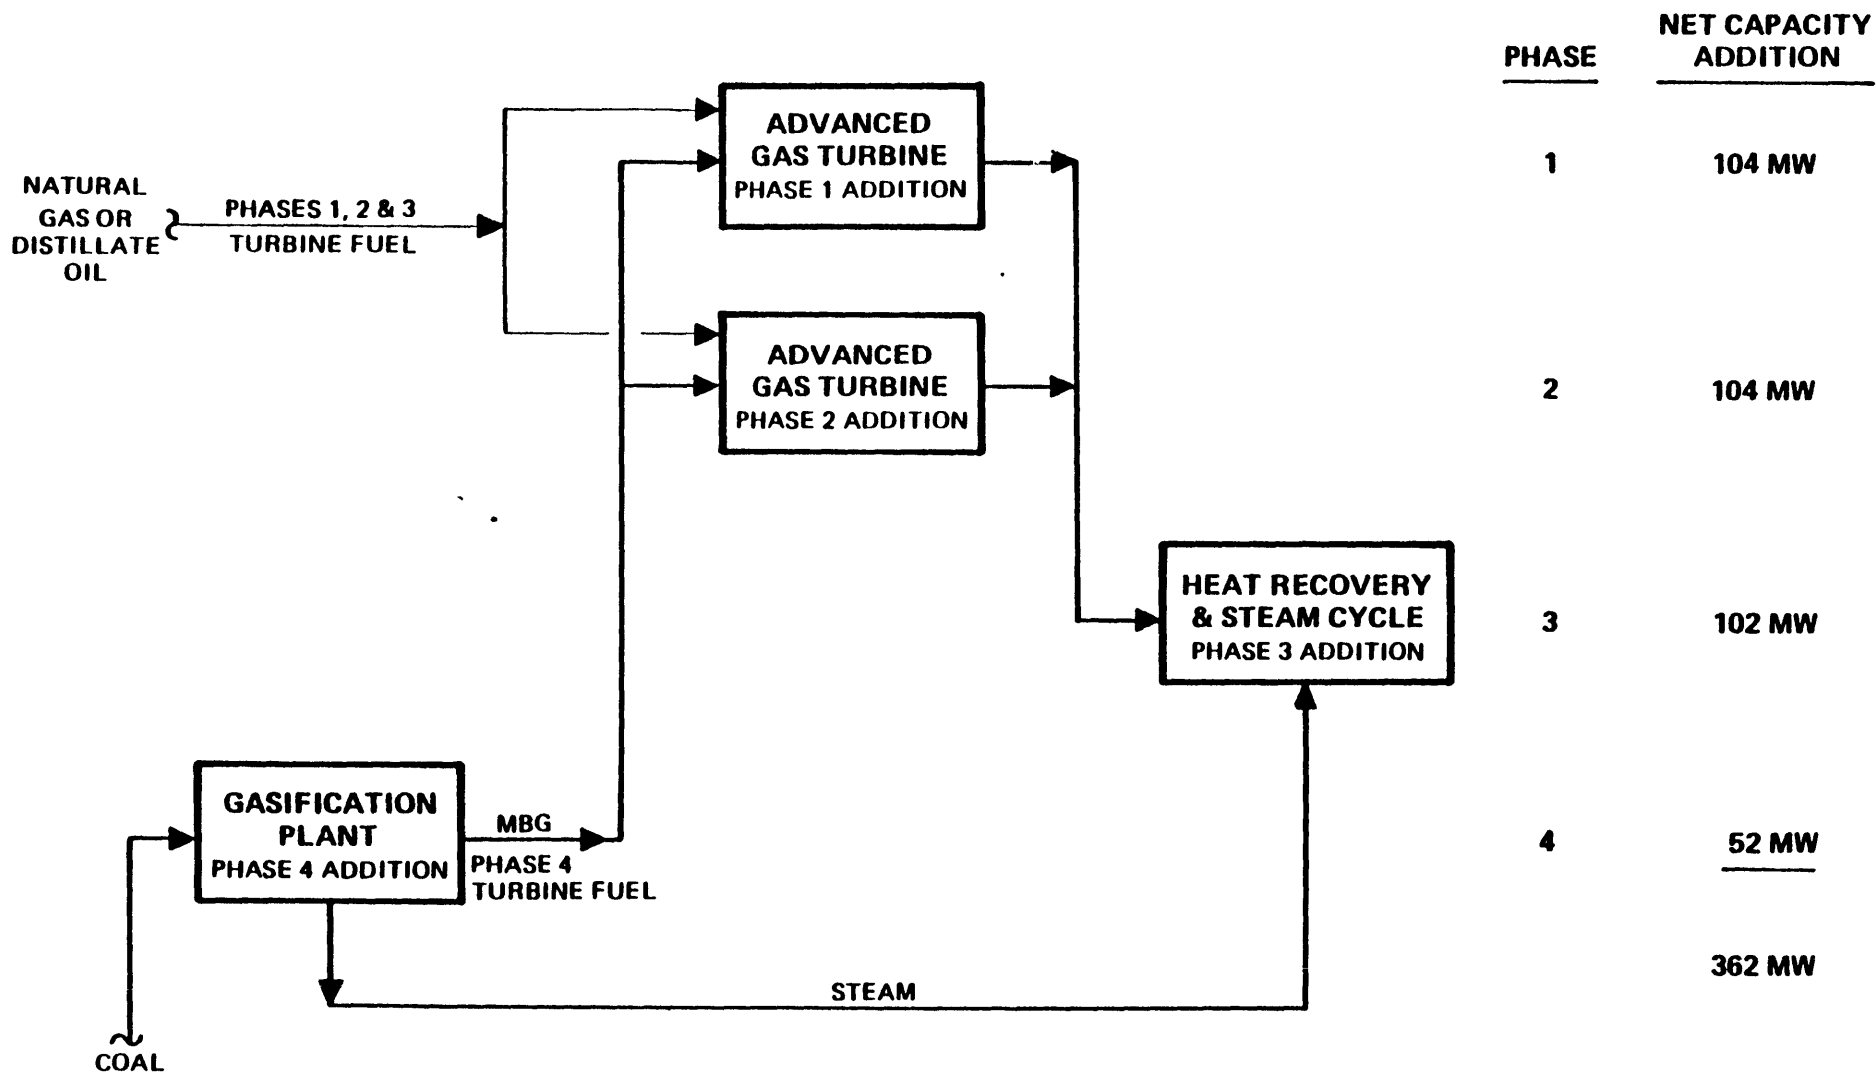 NET CAPACITY
PHASE ADDITION
ADVANCED
GAS TURBINE
PHASE 1 ADDITION
1 104 MW
NATURAL
GAS OR
DISTILLATE
OIL
PHASES 1, 2 & 3
TURBINE FUEL
ADVANCED
GAS TURBINE
PHASE 2 ADDITION
2 104 MW
HEAT RECOVERY
& STEAM CYCLE
PHASE 3 ADDITION
3 102 MW
GASIFICATION
PLANT
PHASE 4 ADDITION
MBG
PHASE 4
TURBINE FUEL
4 52 MW
362 MW
STEAM
COAL